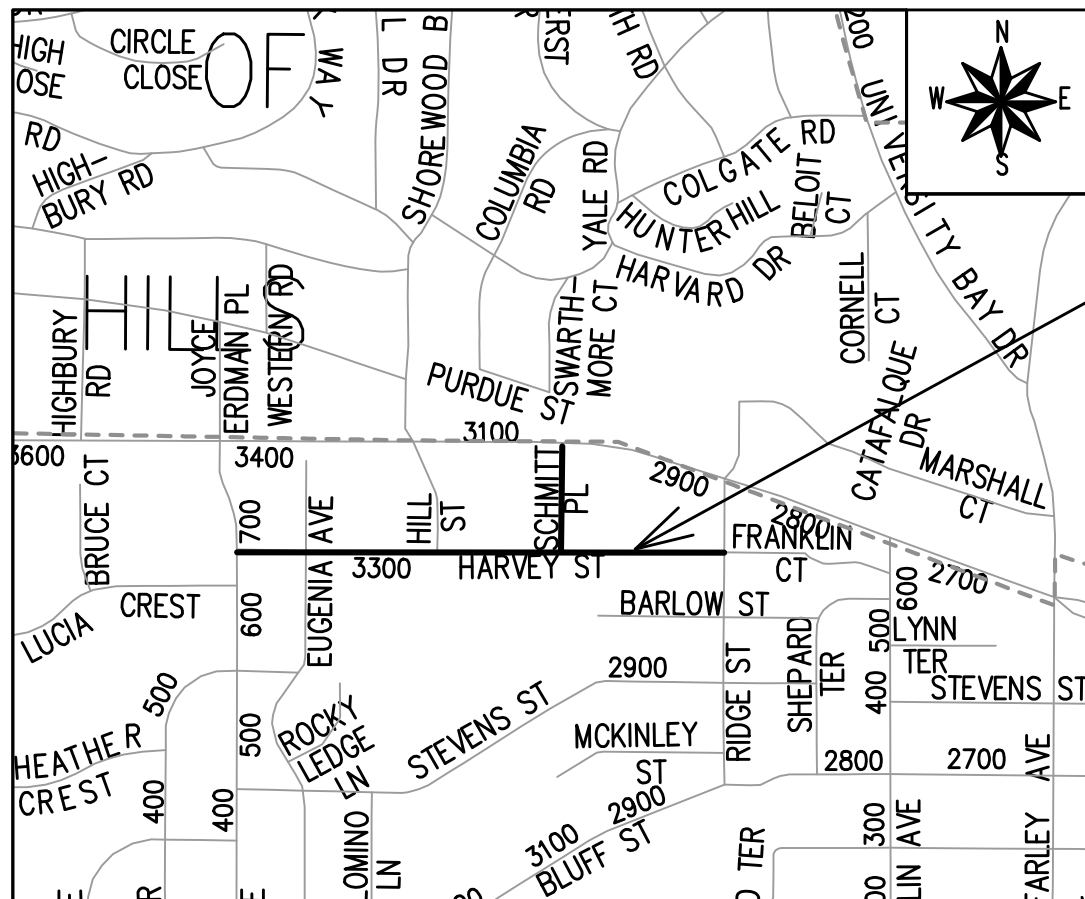 HIGH
OSE
CIRCLE
CLOSE
OF
WAY
L DR
SHOREWOOD B
ERST
TH RD
200
UNIVERSITY BAY DR
N
W
E
S
RD
HIGH-
BURY RD
COLUMBIA
RD
YALE RD
COLGATE RD
HUNTER HILL
BELOIT
CT
HARVARD DR
HILLS
HIGHBURY
RD
JOYCE
ERDMAN PL
WESTERN RD
SWARTH-
MORE CT
CORNELL
CT
PURDUE ST
CATAFALQUE
DR
MARSHALL
CT
3600
3400
3100
2900
2800
2700
BRUCE CT
700
EUGENIA AVE
HILL
ST
SCHMITT
PL
3300
HARVEY ST
FRANKLIN
CT
LUCIA
CREST
600
BARLOW ST
600
500
LYNN
TER
SHEPARD
TER
RIDGE ST
2900
400
STEVENS ST
500
500
ROCKY
LEDGE
LN
STEVENS ST
MCKINLEY
ST
HEATHER
CREST
400
400
2900
3100
BLUFF ST
2800
2700
AVE
300
LIN AVE
FARLEY
LOMINO
LN
D TER